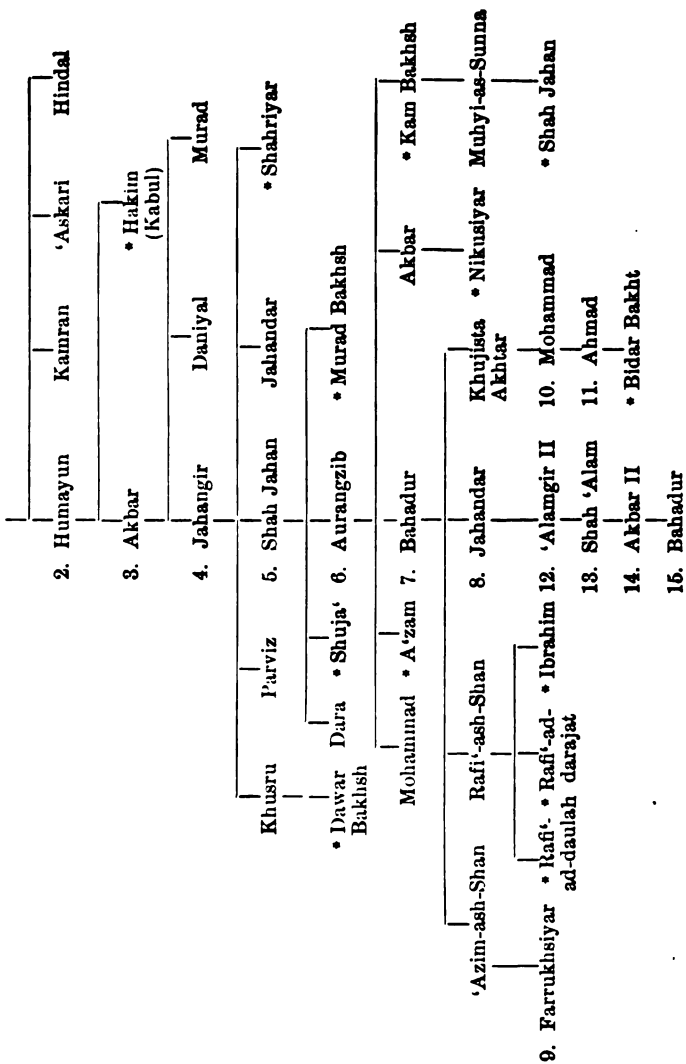 2. Humayun Kamran ‘Askari Hindal
3. Akbar * Hakim
(Kabul)
4. Jahangir Daniyal Murad
Khusru Parviz 5. Shah Jahan Jahandar * Shahriyar
* Dawar Dara * Shuja‘ 6. Aurangzib * Murad Bakhsh
Bakhsh
Mohammad * A‘zam 7. Bahadur Akbar * Kam Bakhsh
‘Azim-ash-Shan Rafi‘-ash-Shan 8. Jahandar Khujista * Nikusiyar Muhyi-as-Sunna
Akhtar
9. Farrukhsiyar * Rafi‘- * Rafi‘-ad- * Ibrahim 12. ‘Alamgir II 10. Mohammad * Shah Jahan
ad-daulah darajat
13. Shah ‘Alam 11. Ahmad
14. Akbar II * Bidar Bakht
15. Bahadur